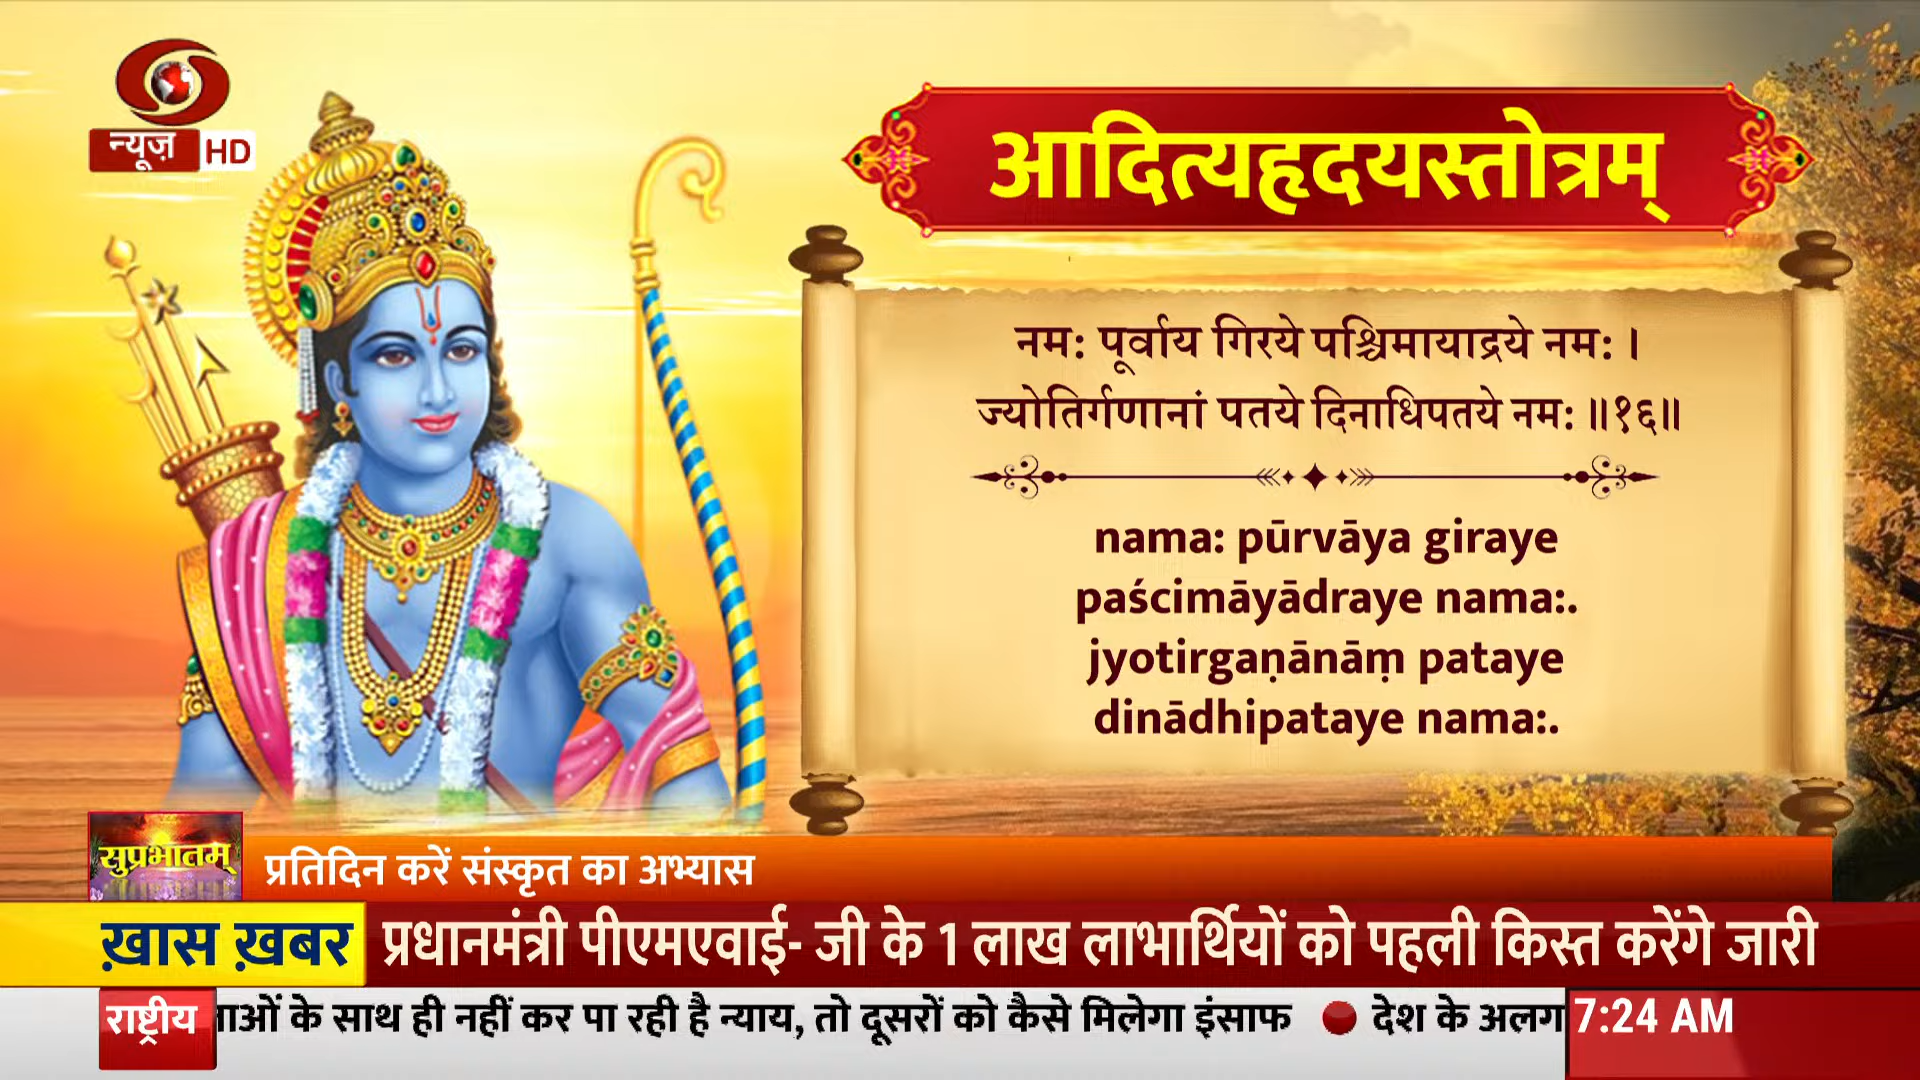 न्यूज़ HD
आदित्यहृदयस्तोत्रम्
नम: पूर्वाय गिरये पश्चिमायाद्रये नम: ।
ज्योतिर्गणानां पतये दिनाधिपतये नम: ॥१६॥
nama: pūrvāya giraye
paścimāyādraye nama:.
jyotirgaṇānāṃ pataye
dinādhipataye nama:.
सुप्रभातम्
प्रतिदिन करें संस्कृत का अभ्यास
ख़ास ख़बर
प्रधानमंत्री पीएमएवाई- जी के 1 लाख लाभार्थियों को पहली किस्त करेंगे जारी
राष्ट्रीय
के साथ ही नहीं कर पा रही है न्याय, तो दूसरों को कैसे मिलेगा इंसाफ देश के अलग
7:24 AM